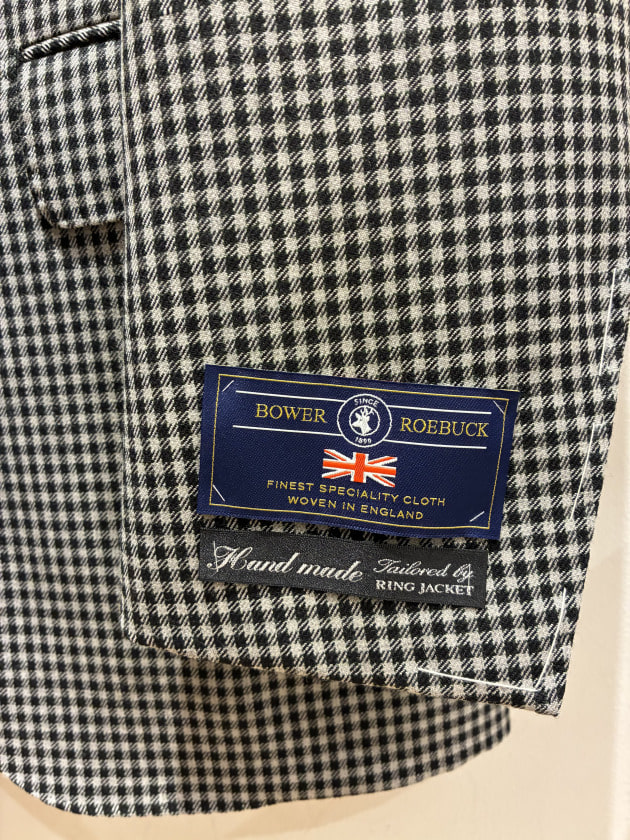 SINCE
BOWER ROEBUCK
1899
FINEST SPECIALITY CLOTH
WOVEN IN ENGLAND
Hand made Tailored by
RING JACKET